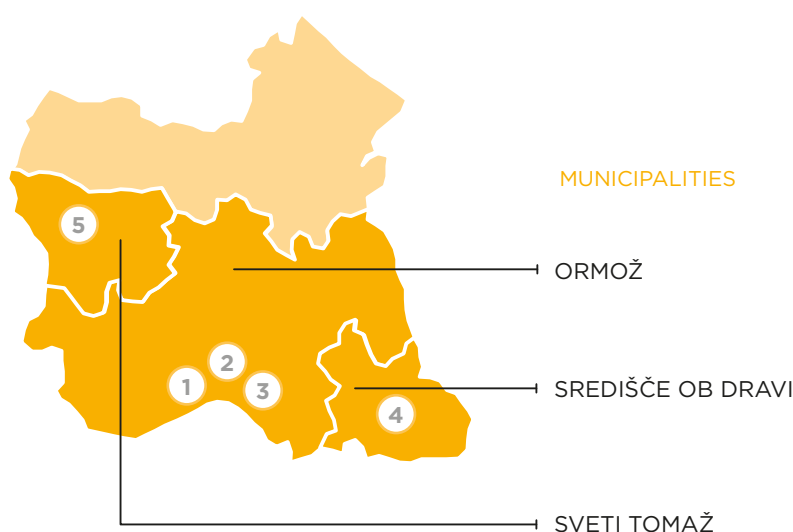 MUNICIPALITIES
5
ORMOŽ
2
1
3
SREDIŠČE OB DRAVI
4
SVETI TOMAŽ